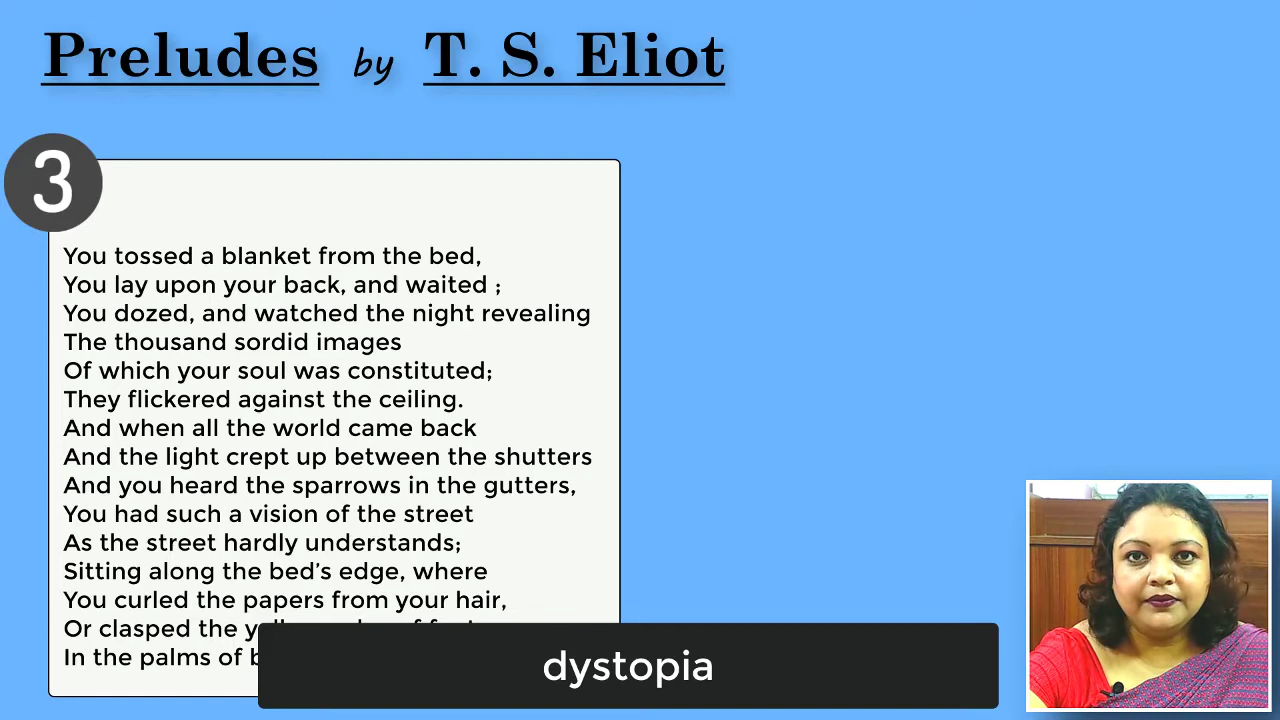 Preludes by T. S. Eliot
3
You tossed a blanket from the bed,
You lay upon your back, and waited ;
You dozed, and watched the night revealing
The thousand sordid images
Of which your soul was constituted;
They flickered against the ceiling.
And when all the world came back
And the light crept up between the shutters
And you heard the sparrows in the gutters,
You had such a vision of the street
As the street hardly understands;
Sitting along the bed’s edge, where
You curled the papers from your hair,
Or clasped the
In the palms of
dystopia